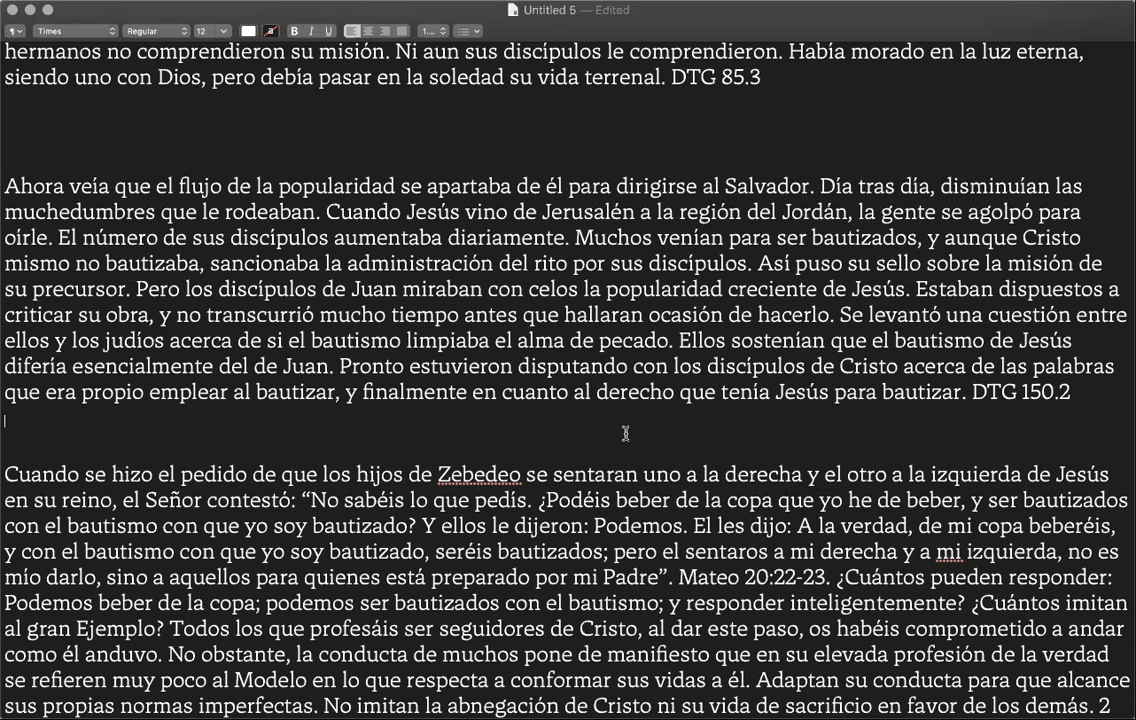 Untitled 5 — Edited
¶ Times Regular 12 a B I U 1...
hermanos no comprendieron su misión. Ni aun sus discípulos le comprendieron. Había morado en la luz eterna,
siendo uno con Dios, pero debía pasar en la soledad su vida terrenal. DTG 85.3
Ahora veía que el flujo de la popularidad se apartaba de él para dirigirse al Salvador. Día tras día, disminuían las
muchedumbres que le rodeaban. Cuando Jesús vino de Jerusalén a la región del Jordán, la gente se agolpó para
oírle. El número de sus discípulos aumentaba diariamente. Muchos venían para ser bautizados, y aunque Cristo
mismo no bautizaba, sancionaba la administración del rito por sus discípulos. Así puso su sello sobre la misión de
su precursor. Pero los discípulos de Juan miraban con celos la popularidad creciente de Jesús. Estaban dispuestos a
criticar su obra, y no transcurrió mucho tiempo antes que hallaran ocasión de hacerlo. Se levantó una cuestión entre
ellos y los judíos acerca de si el bautismo limpiaba el alma de pecado. Ellos sostenían que el bautismo de Jesús
difería esencialmente del de Juan. Pronto estuvieron disputando con los discípulos de Cristo acerca de las palabras
que era propio emplear al bautizar, y finalmente en cuanto al derecho que tenía Jesús para bautizar. DTG 150.2
Cuando se hizo el pedido de que los hijos de Zebedeo se sentaran uno a la derecha y el otro a la izquierda de Jesús
en su reino, el Señor contestó: “No sabéis lo que pedís. ¿Podéis beber de la copa que yo he de beber, y ser bautizados
con el bautismo con que yo soy bautizado? Y ellos le dijeron: Podemos. El les dijo: A la verdad, de mi copa beberéis,
y con el bautismo con que yo soy bautizado, seréis bautizados; pero el sentaros a mi derecha y a mi izquierda, no es
mío darlo, sino a aquellos para quienes está preparado por mi Padre”. Mateo 20:22-23. ¿Cuántos pueden responder:
Podemos beber de la copa; podemos ser bautizados con el bautismo; y responder inteligentemente? ¿Cuántos imitan
al gran Ejemplo? Todos los que profesáis ser seguidores de Cristo, al dar este paso, os habéis comprometido a andar
como él anduvo. No obstante, la conducta de muchos pone de manifiesto que en su elevada profesión de la verdad
se refieren muy poco al Modelo en lo que respecta a conformar sus vidas a él. Adaptan su conducta para que alcance
sus propias normas imperfectas. No imitan la abnegación de Cristo ni su vida de sacrificio en favor de los demás. 2